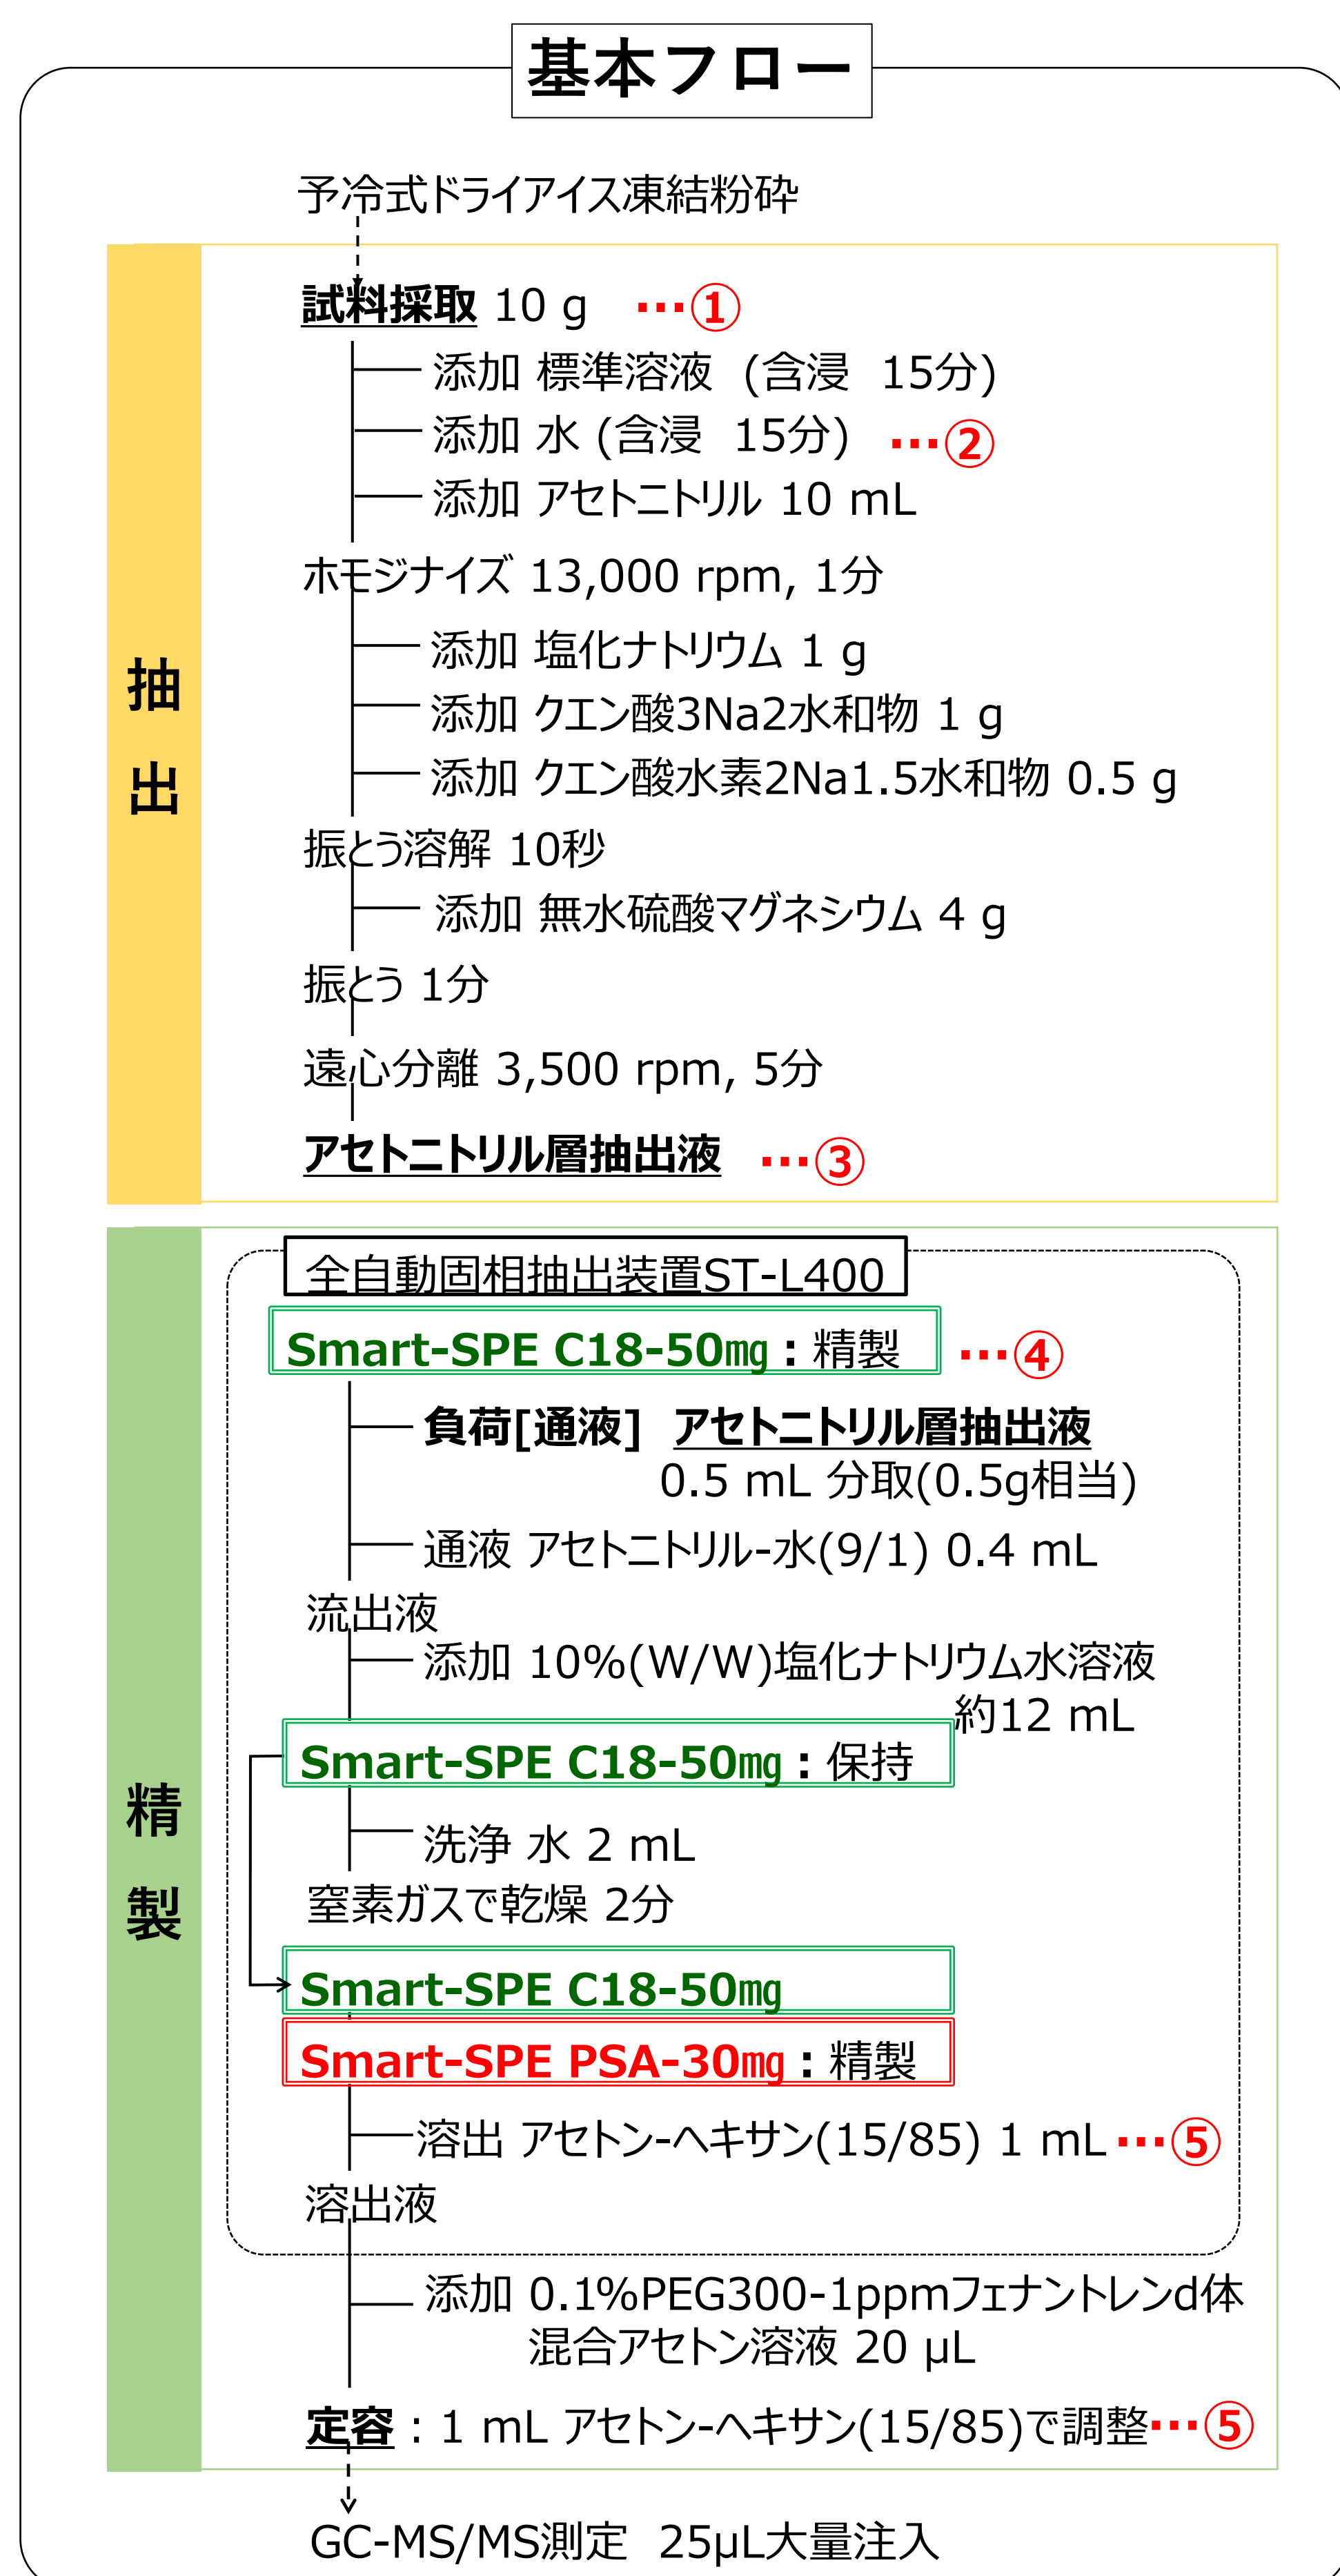 基本フロー
予冷式ドライアイス凍結粉砕
試料採取 10 g …①
添加 標準溶液 (含浸 15分)
添加 水 (含浸 15分) …②
添加 アセトニトリル 10 mL
ホモジナイズ 13,000 rpm, 1分
添加 塩化ナトリウム 1 g
添加 クエン酸3Na2水和物 1 g
添加 クエン酸水素2Na1.5水和物 0.5 g
振とう溶解 10秒
添加 無水硫酸マグネシウム 4 g
振とう 1分
遠心分離 3,500 rpm, 5分
アセトニトリル層抽出液 …③
抽出
全自動固相抽出装置ST-L400
Smart-SPE C18-50㎎：精製 …④
負荷[通液] アセトニトリル層抽出液
0.5 mL 分取(0.5g相当)
通液 アセトニトリル-水(9/1) 0.4 mL
流出液
添加 10%(W/W)塩化ナトリウム水溶液
約12 mL
Smart-SPE C18-50㎎：保持
洗浄 水 2 mL
窒素ガスで乾燥 2分
Smart-SPE C18-50㎎
Smart-SPE PSA-30㎎：精製
溶出 アセトン-ヘキサン(15/85) 1 mL…⑤
溶出液
添加 0.1%PEG300-1ppmフェナントレンd体
混合アセトン溶液 20 μL
定容：1 mL アセトン-ヘキサン(15/85)で調整…⑤
精製
GC-MS/MS測定 25μL大量注入